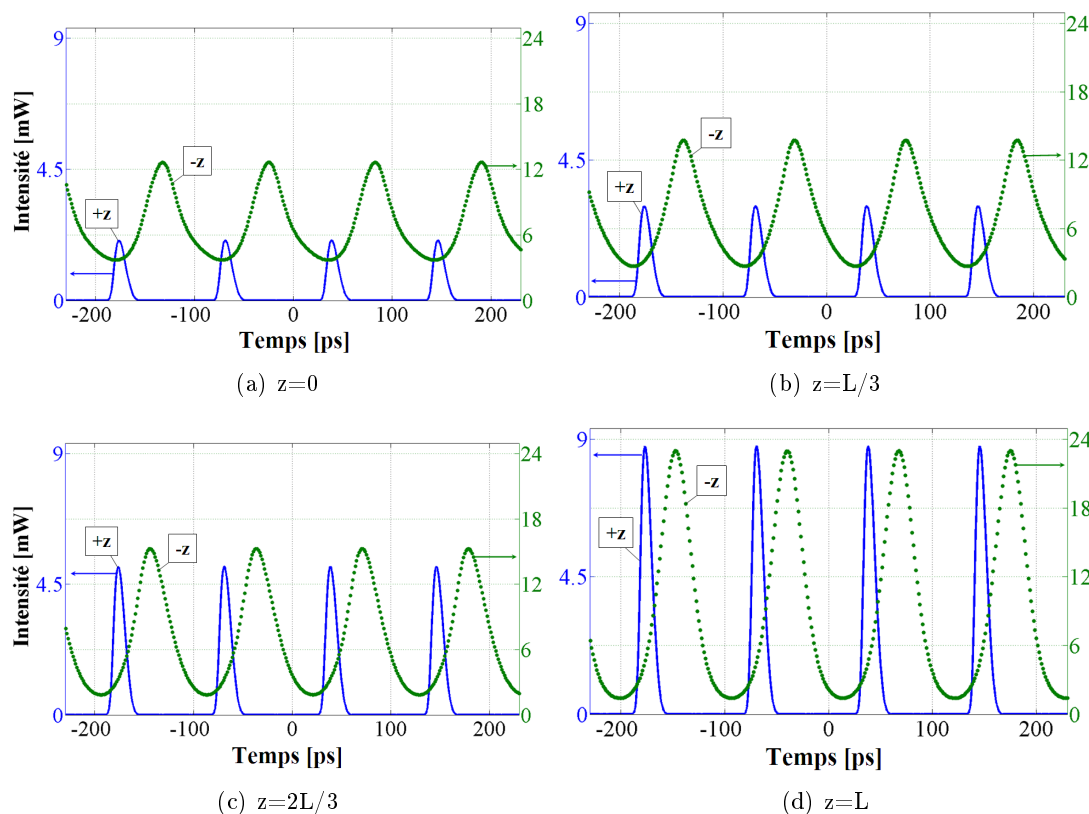 Intensité [mW]
9
4.5
0
24
18
12
6
0
-z
+z
-200 -100 0 100 200
Temps [ps]
(a) z=0
9
4.5
0
24
18
12
6
0
-z
+z
-200 -100 0 100 200
Temps [ps]
(b) z=L/3
Intensité [mW]
9
4.5
0
24
18
12
6
0
+z
-z
-200 -100 0 100 200
Temps [ps]
(c) z=2L/3
9
4.5
0
24
18
12
6
0
-z
+z
-200 -100 0 100 200
Temps [ps]
(d) z=L